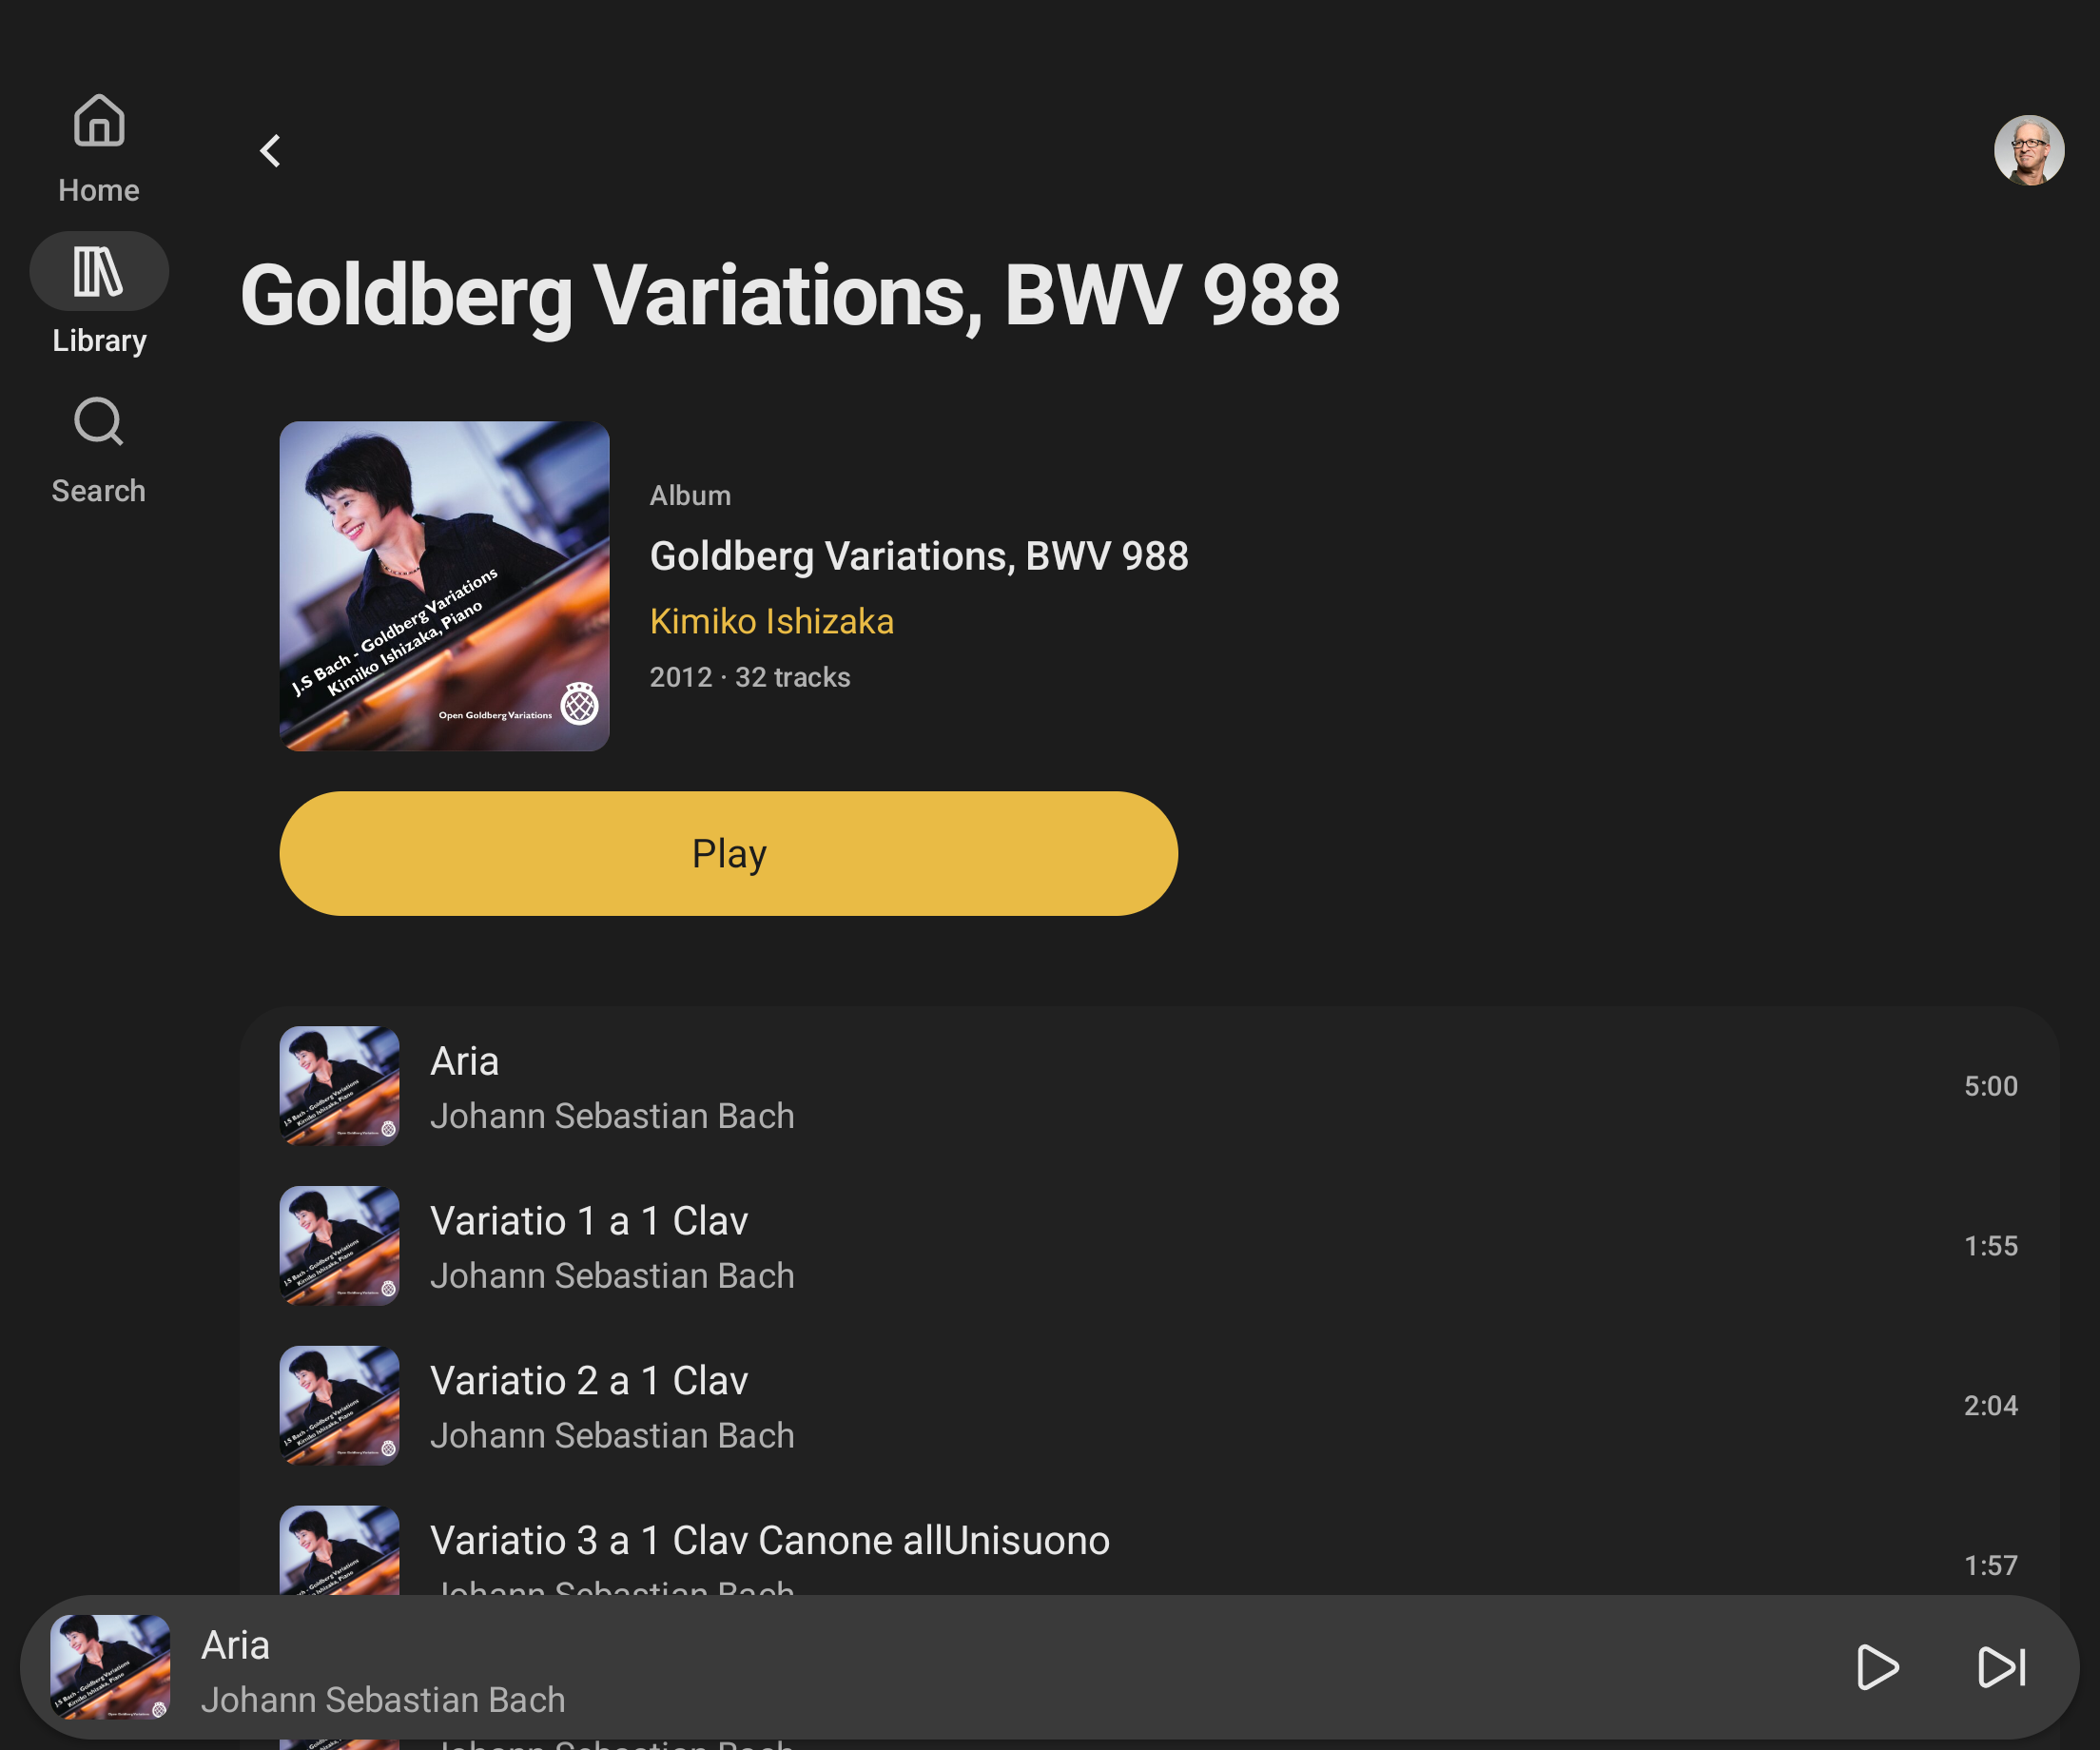 Home
Library
Search
Goldberg Variations, BWV 988
J.S Bach - Goldberg Variations
Kimiko Ishizaka, Piano
Open Goldberg Variations
Album
Goldberg Variations, BWV 988
Kimiko Ishizaka
2012 · 32 tracks
Play
Aria
Johann Sebastian Bach
5:00
Variatio 1 a 1 Clav
Johann Sebastian Bach
1:55
Variatio 2 a 1 Clav
Johann Sebastian Bach
2:04
Variatio 3 a 1 Clav Canone allUnisuono
Johann Sebastian Bach
1:57
Aria
Johann Sebastian Bach